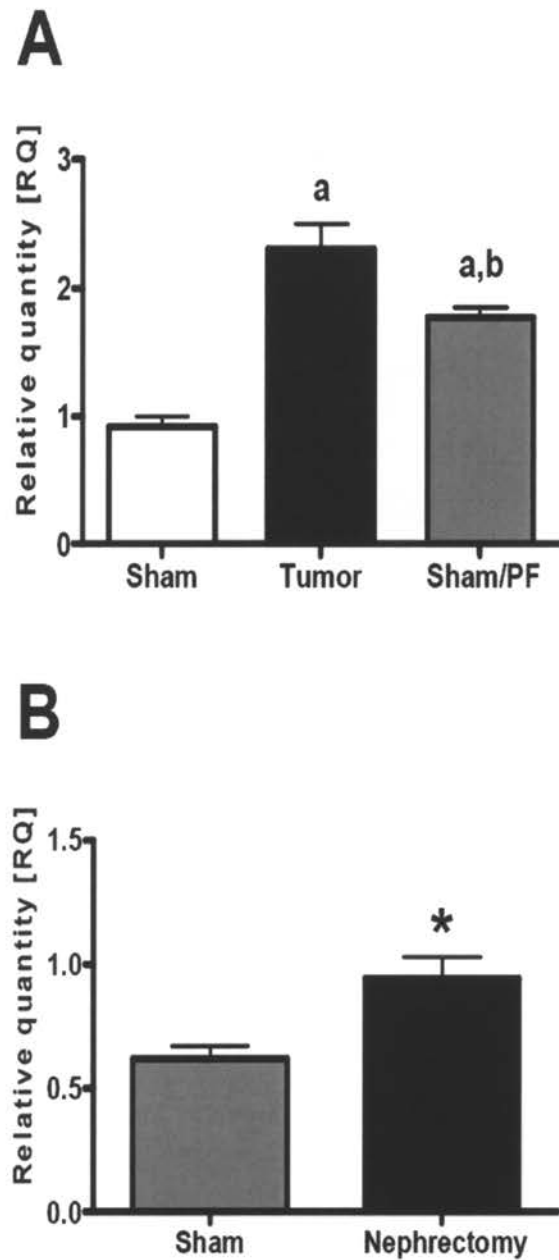 A
Relative quantity [RQ]
3
2
1
0
a
a,b
Sham Tumor Sham/PF
B
Relative quantity [RQ]
1.5
1.0
0.5
0.0
*
Sham Nephrectomy